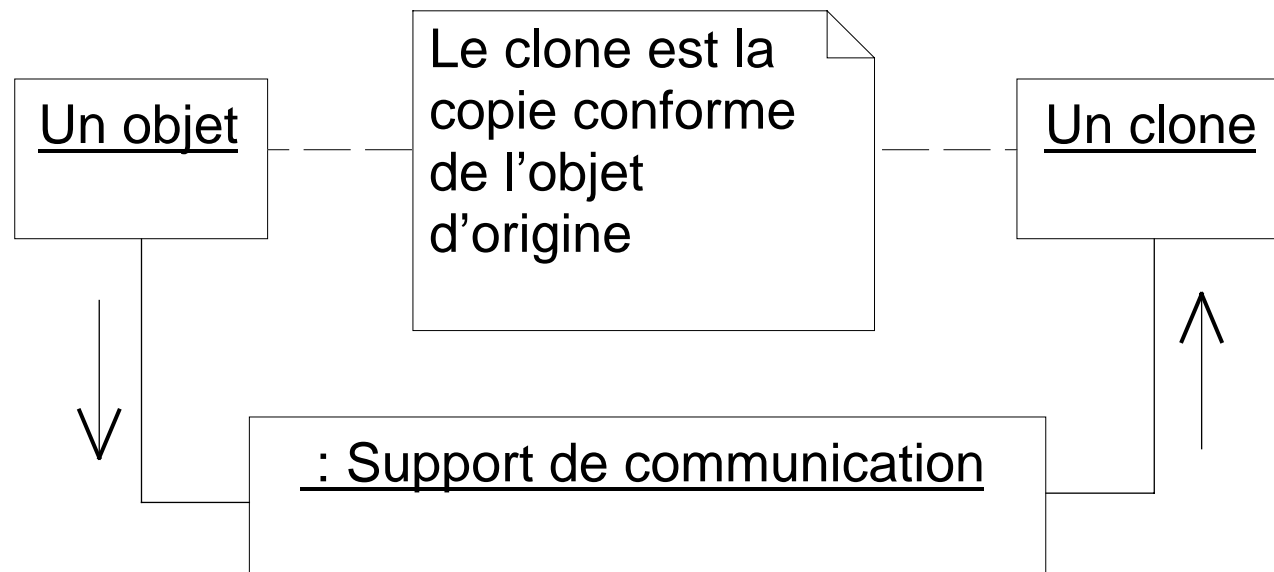 Un objet
Le clone est la
copie conforme
de l’objet
d’origine
Un clone
: Support de communication